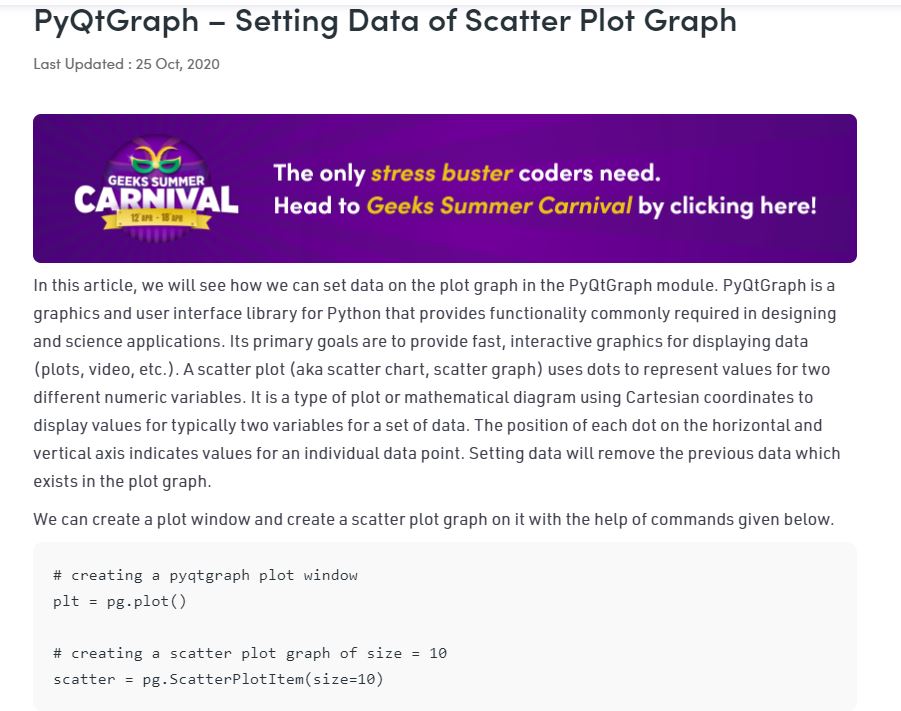 PyQtGraph – Setting Data of Scatter Plot Graph
Last Updated : 25 Oct, 2020
GEEKS SUMMER
CARNIVAL
12 APR - 18 APR
The only stress buster coders need.
Head to Geeks Summer Carnival by clicking here!
In this article, we will see how we can set data on the plot graph in the PyQtGraph module. PyQtGraph is a
graphics and user interface library for Python that provides functionality commonly required in designing
and science applications. Its primary goals are to provide fast, interactive graphics for displaying data
(plots, video, etc.). A scatter plot (aka scatter chart, scatter graph) uses dots to represent values for two
different numeric variables. It is a type of plot or mathematical diagram using Cartesian coordinates to
display values for typically two variables for a set of data. The position of each dot on the horizontal and
vertical axis indicates values for an individual data point. Setting data will remove the previous data which
exists in the plot graph.
We can create a plot window and create a scatter plot graph on it with the help of commands given below.
# creating a pyqtgraph plot window
plt = pg.plot()
# creating a scatter plot graph of size = 10
scatter = pg.ScatterPlotItem(size=10)